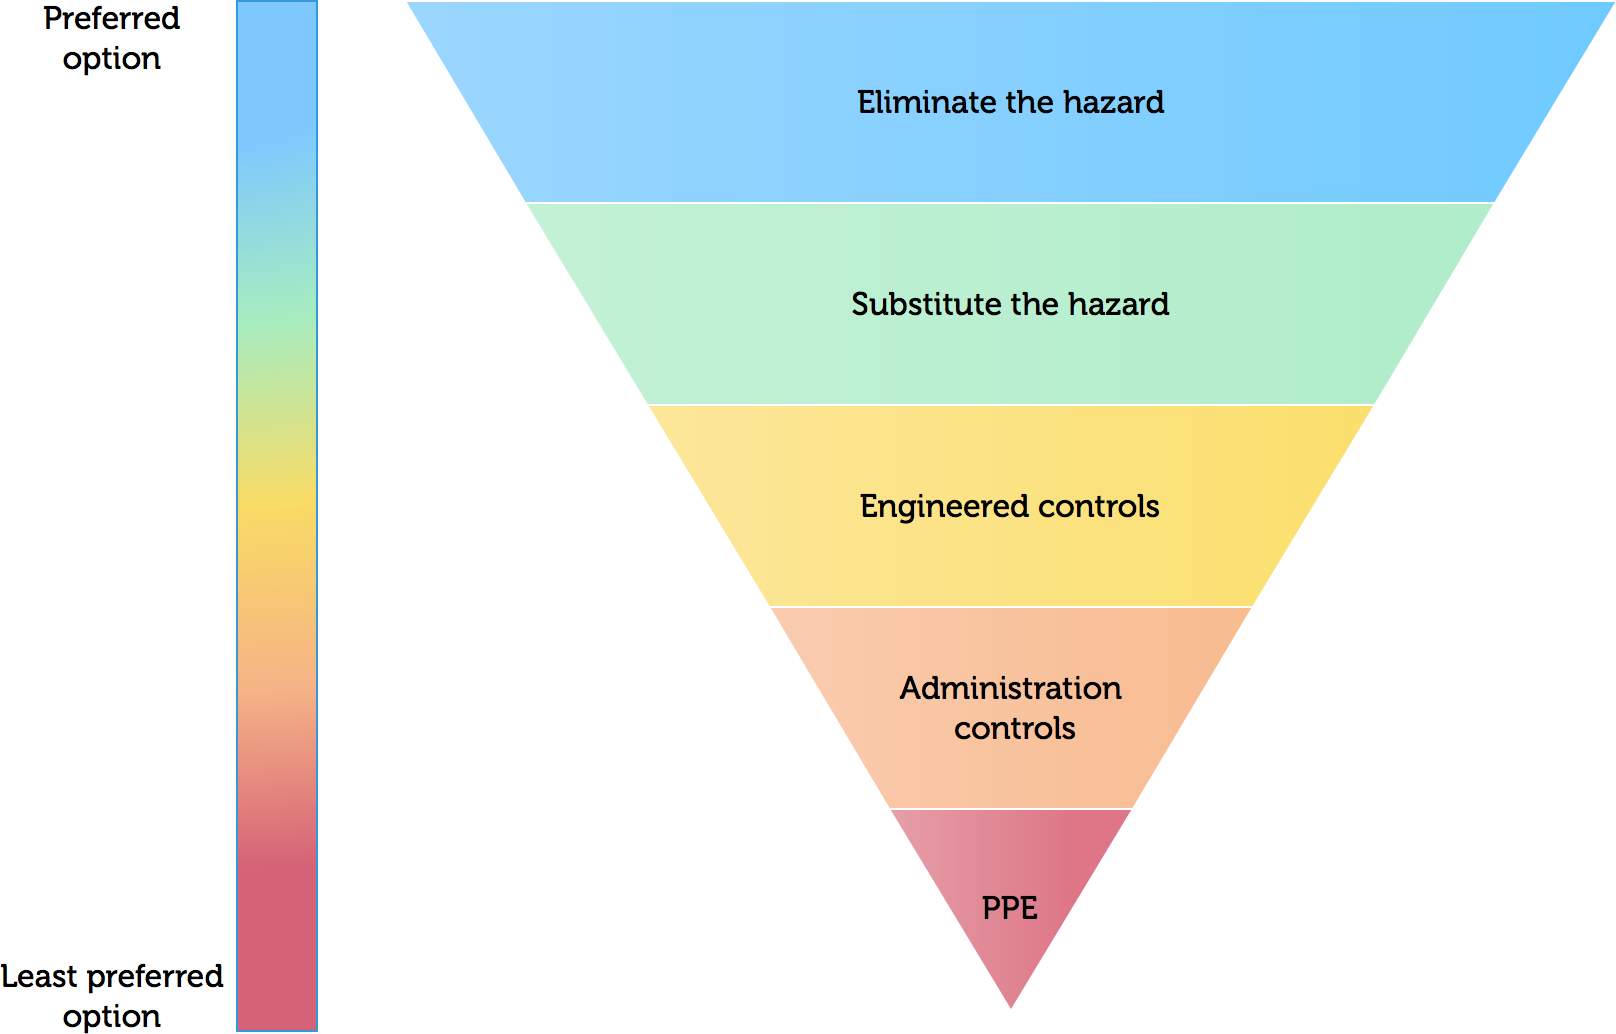 Preferred
option
Eliminate the hazard
Substitute the hazard
Engineered controls
Administration
controls
PPE
Least preferred
option